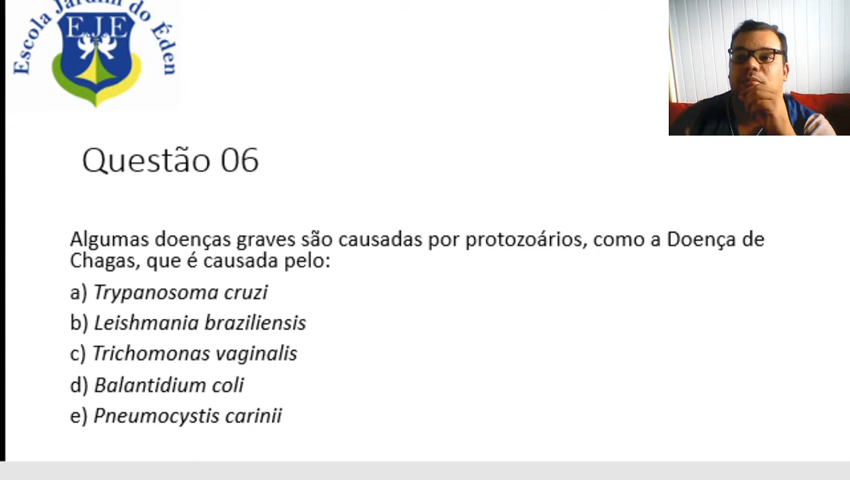 Escola Jardim do Éden
EJE
Questão 06
Algumas doenças graves são causadas por protozoários, como a Doença de
Chagas, que é causada pelo:
a) Trypanosoma cruzi
b) Leishmania braziliensis
c) Trichomonas vaginalis
d) Balantidium coli
e) Pneumocystis carinii